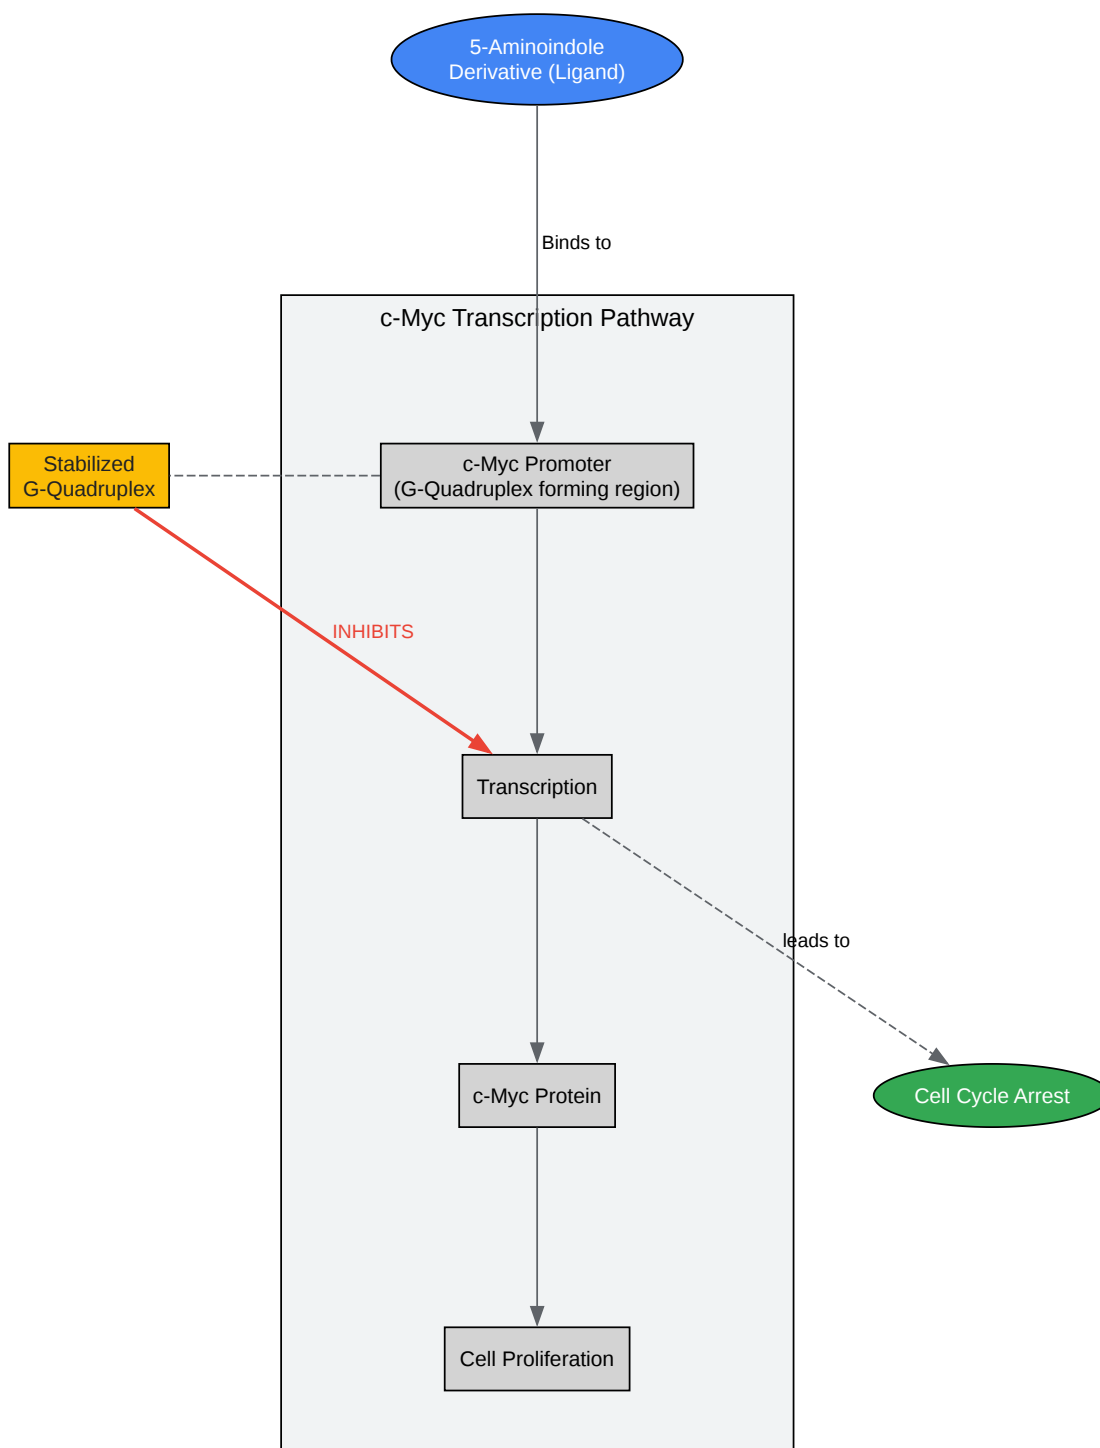 5-Aminoindole
Derivative (Ligand)
Binds to
c-Myc Transcription Pathway
Stabilized
G-Quadruplex
c-Myc Promoter
(G-Quadruplex forming region)
INHIBITS
Transcription
leads to
c-Myc Protein
Cell Cycle Arrest
Cell Proliferation